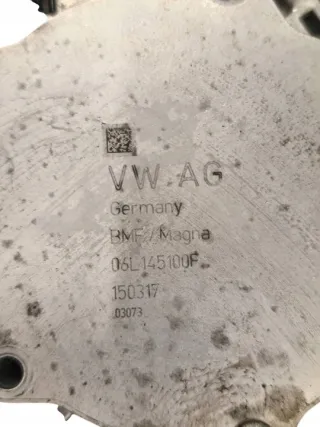 VW AG
Germany
BMF / Magna
06L145100F
150317
03073